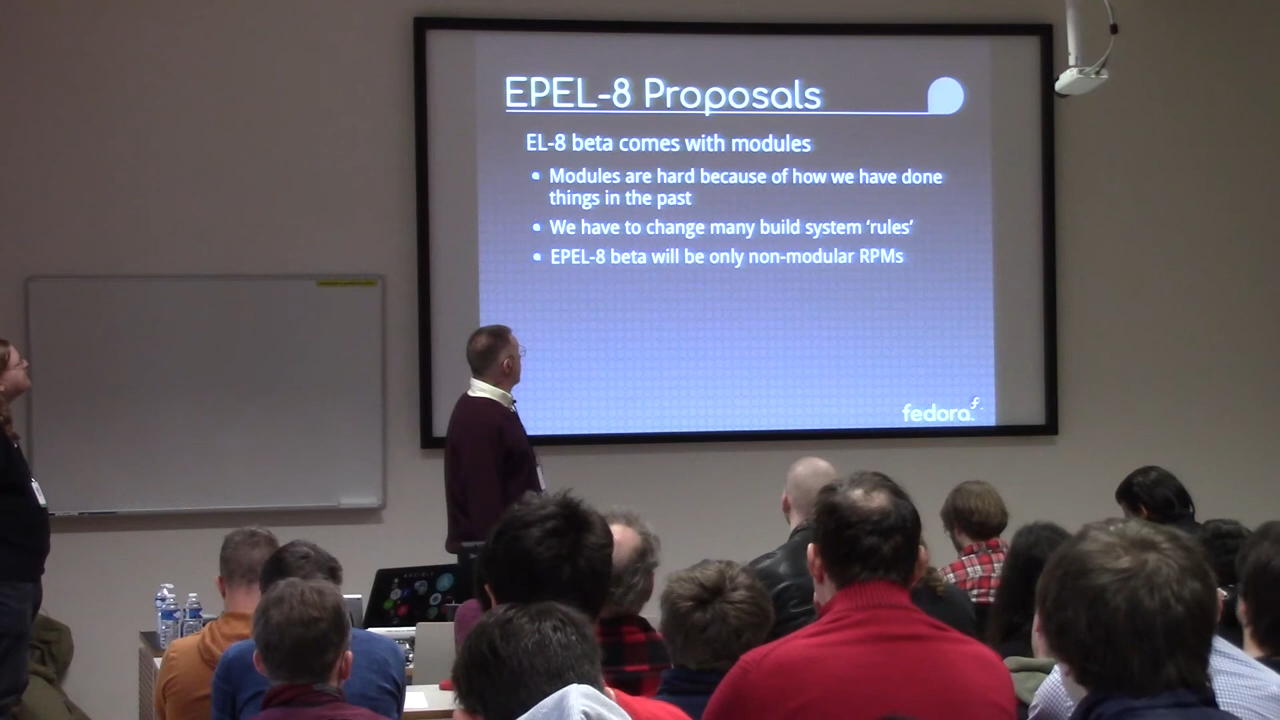 EPEL-8 Proposals
EL-8 beta comes with modules
Modules are hard because of how we have done
things in the past
We have to change many build system ‘rules’
EPEL-8 beta will be only non-modular RPMs
fedora